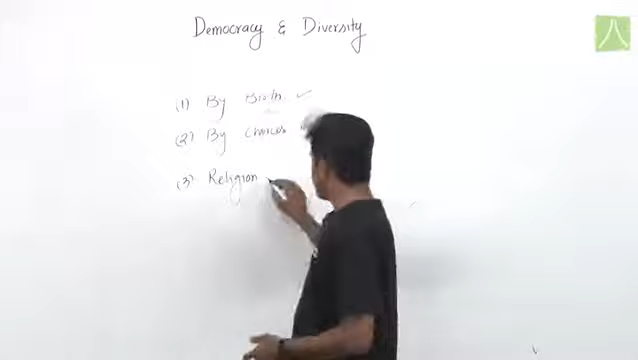 Democracy & Diversity
(1) By Birth
(2) By Choices
(3) Religion